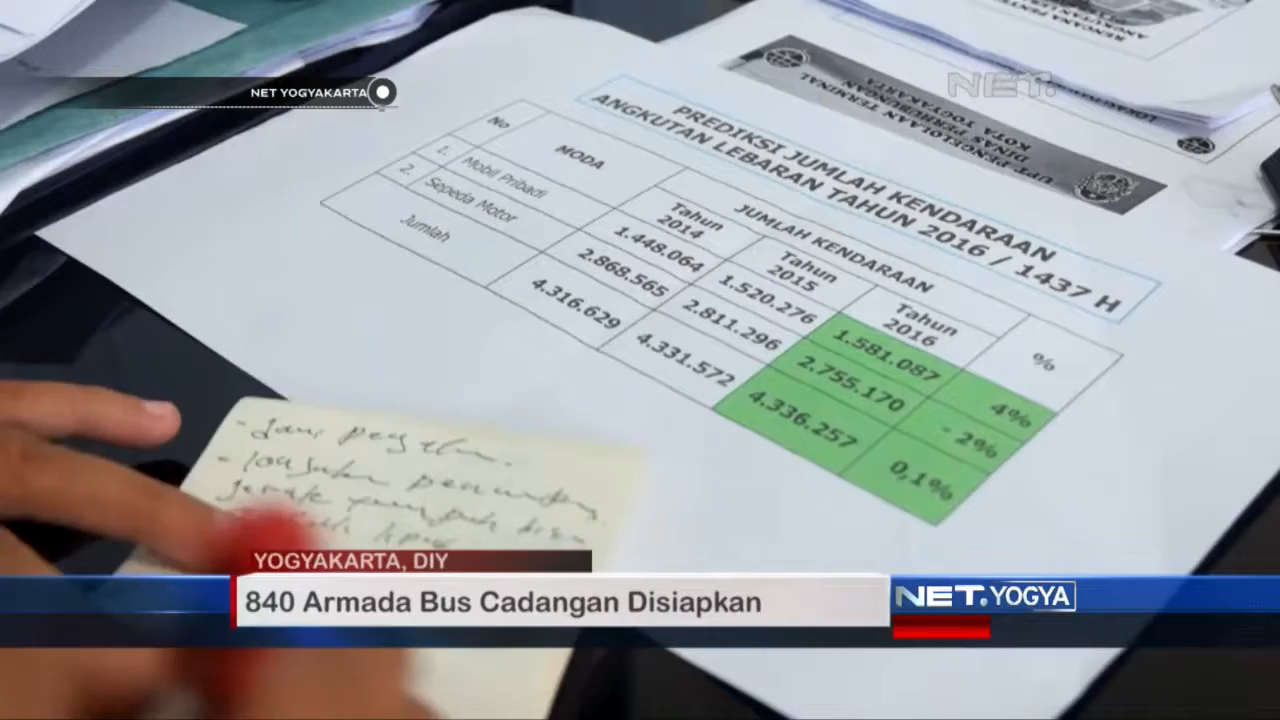 NET YOGYAKARTA
NET.
UPT PENGELOLAAN TERMINAL
DINAS PERHUBUNGAN
KOTA YOGYAKARTA
PREDIKSI JUMLAH KENDARAAN
ANGKUTAN LEBARAN TAHUN 2016 / 1437 H
No MODA JUMLAH KENDARAAN %
Tahun 2014 Tahun 2015 Tahun 2016
1. Mobil Pribadi 1.448.064 1.520.276 1.581.087 4%
2. Sepeda Motor 2.868.565 2.811.296 2.755.170 - 2%
Jumlah 4.316.629 4.331.572 4.336.257 0,1%
YOGYAKARTA, DIY
840 Armada Bus Cadangan Disiapkan
NET. YOGYA